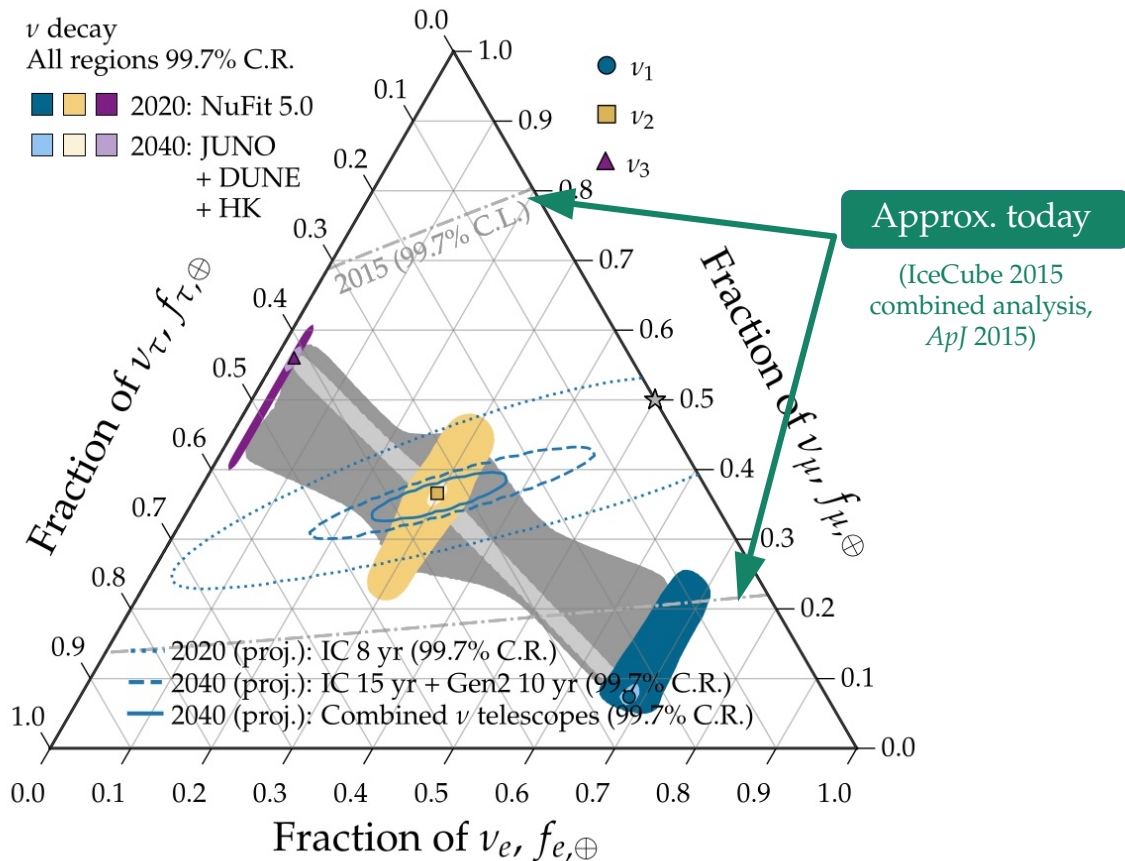 ν decay
All regions 99.7% C.R.
2020: NuFit 5.0
2040: JUNO
+ DUNE
+ HK
ν₁
ν₂
ν₃
Approx. today
(IceCube 2015
combined analysis,
ApJ 2015)
2015 (99.7% C.L.)
Fraction of ν_τ, f_τ,⊕
0.0
0.1
0.2
0.3
0.4
0.5
0.6
0.7
0.8
0.9
1.0
Fraction of ν_μ, f_μ,⊕
1.0
0.9
0.8
0.7
0.6
0.5
0.4
0.3
0.2
0.1
0.0
2020 (proj.): IC 8 yr (99.7% C.R.)
2040 (proj.): IC 15 yr + Gen2 10 yr (99.7% C.R.)
2040 (proj.): Combined ν telescopes (99.7% C.R.)
0.0 0.1 0.2 0.3 0.4 0.5 0.6 0.7 0.8 0.9 1.0
Fraction of ν_e, f_e,⊕